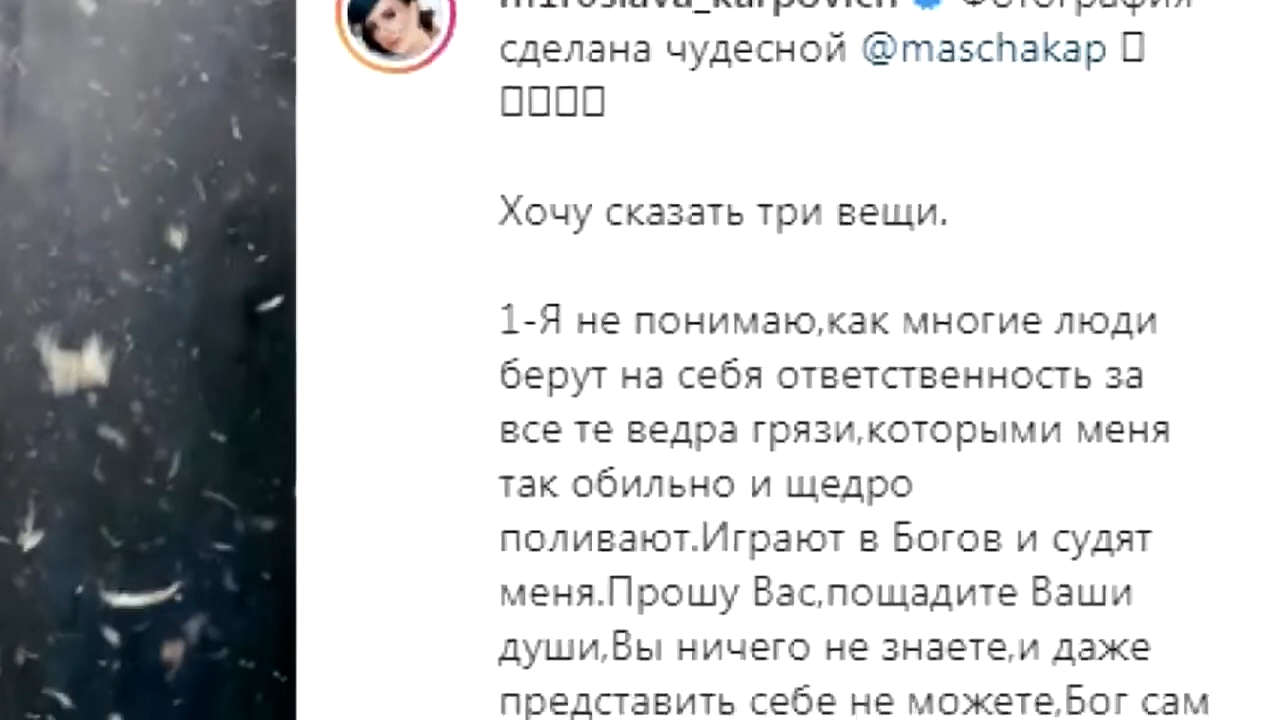 m1roslava_karpovich Фотография
сделана чудесной @maschakap
Хочу сказать три вещи.
1-Я не понимаю,как многие люди
берут на себя ответственность за
все те ведра грязи,которыми меня
так обильно и щедро
поливают.Играют в Богов и судят
меня.Прошу Вас,пощадите Ваши
души,Вы ничего не знаете,и даже
представить себе не можете,Бог сам